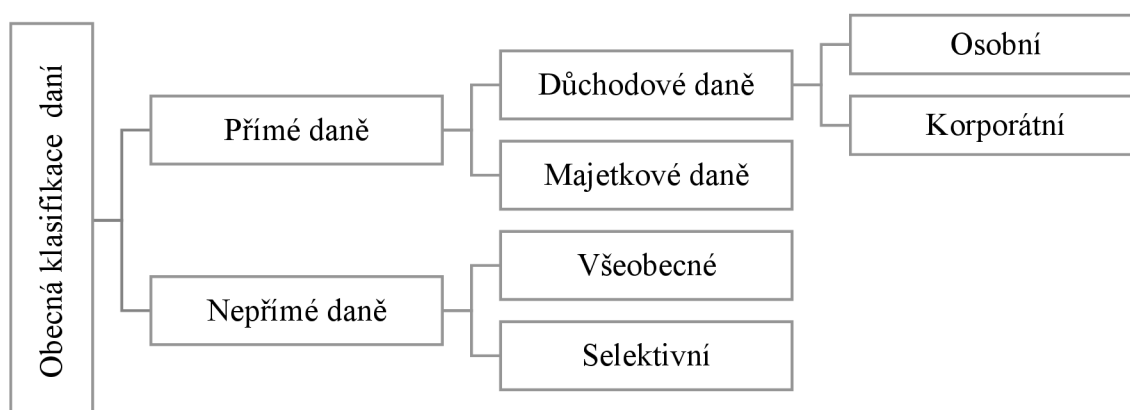 Obecná klasifikace daní
Přímé daně
Důchodové daně
Osobní
Korporátní
Majetkové daně
Nepřímé daně
Všeobecné
Selektivní